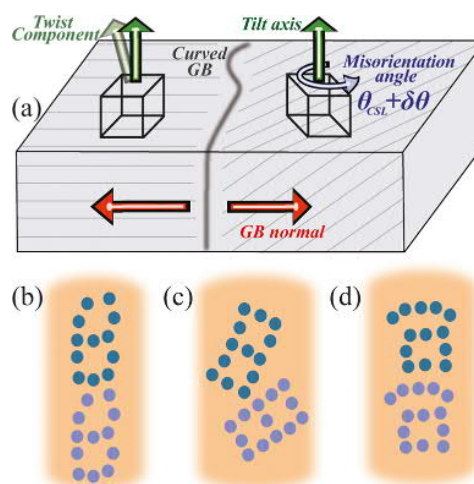 Twist
Component
Tilt axis
Curved
GB
Misorientation
angle
θCSL+δθ
(a)
GB normal
(b)
(c)
(d)